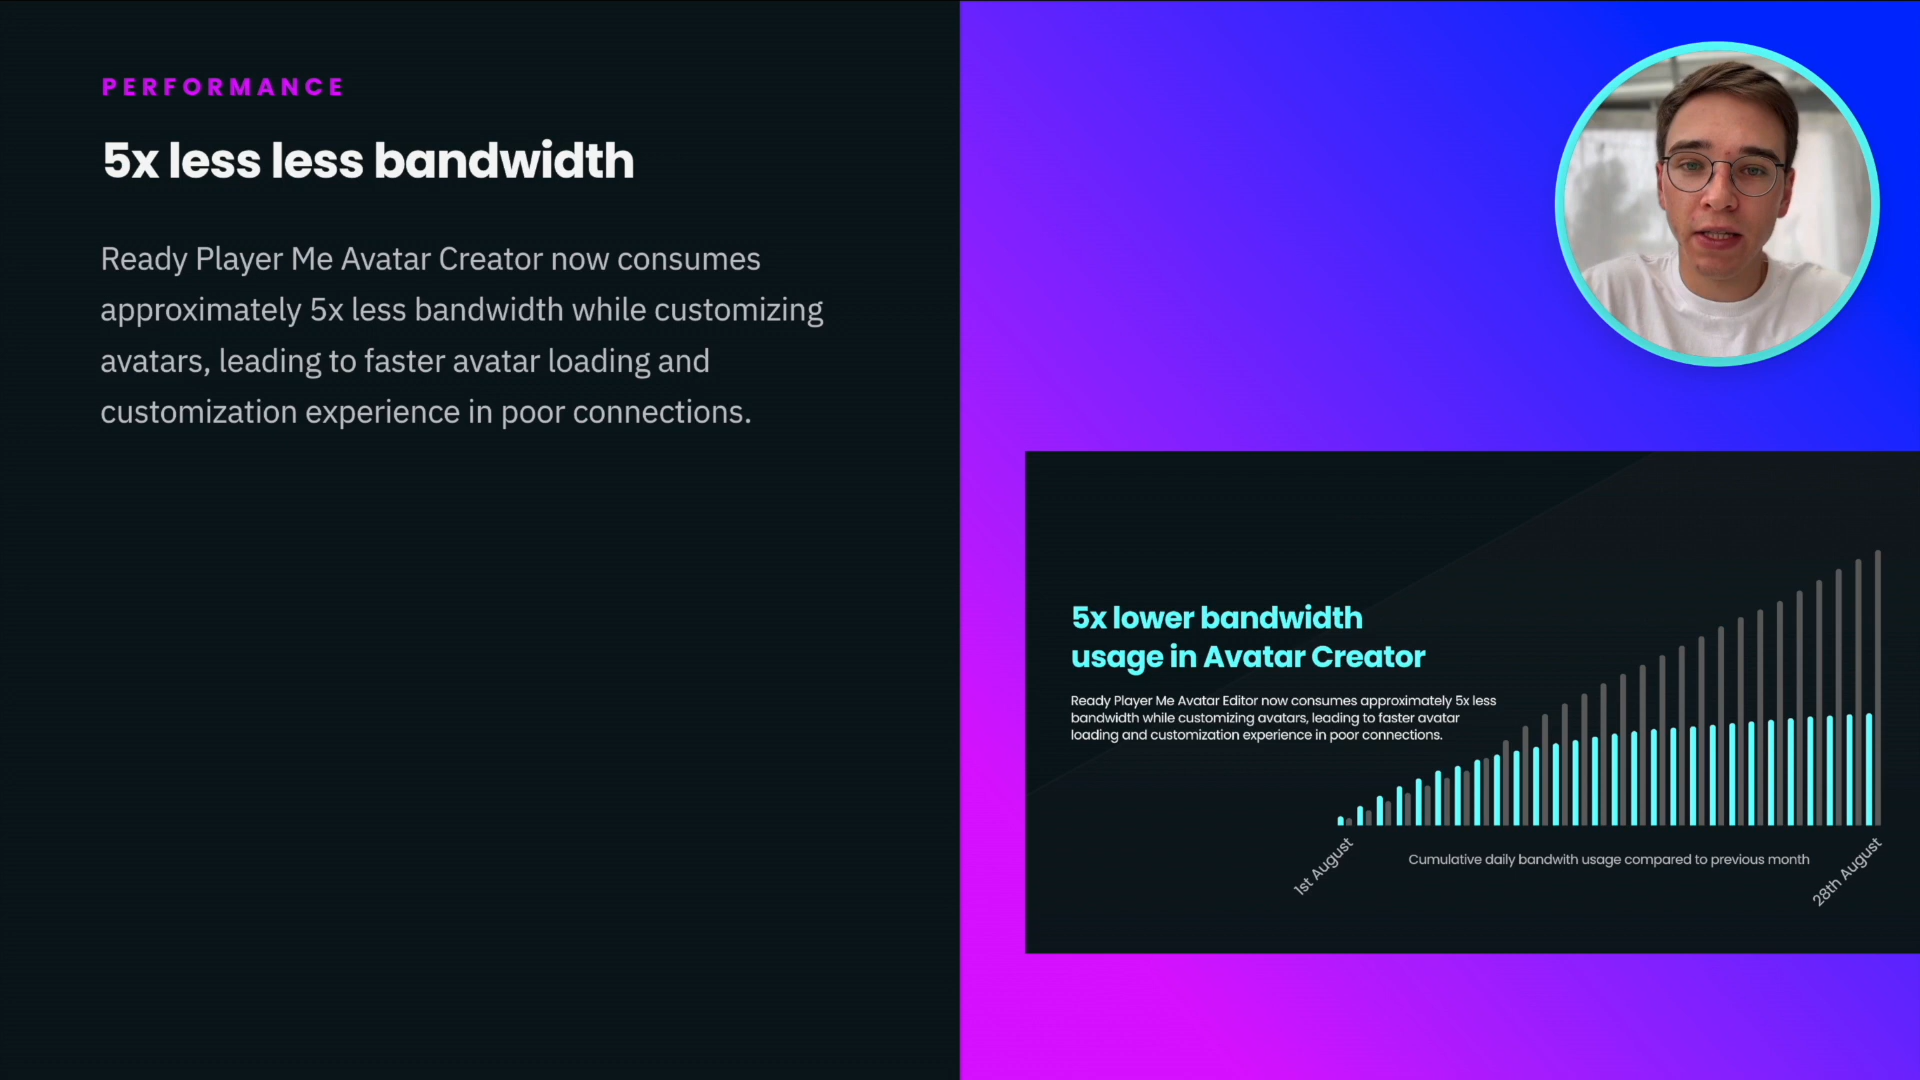 PERFORMANCE
5x less less bandwidth
Ready Player Me Avatar Creator now consumes
approximately 5x less bandwidth while customizing
avatars, leading to faster avatar loading and
customization experience in poor connections.
5x lower bandwidth
usage in Avatar Creator
Ready Player Me Avatar Editor now consumes approximately 5x less
bandwidth while customizing avatars, leading to faster avatar
loading and customization experience in poor connections.
1st August
Cumulative daily bandwith usage compared to previous month
28th August